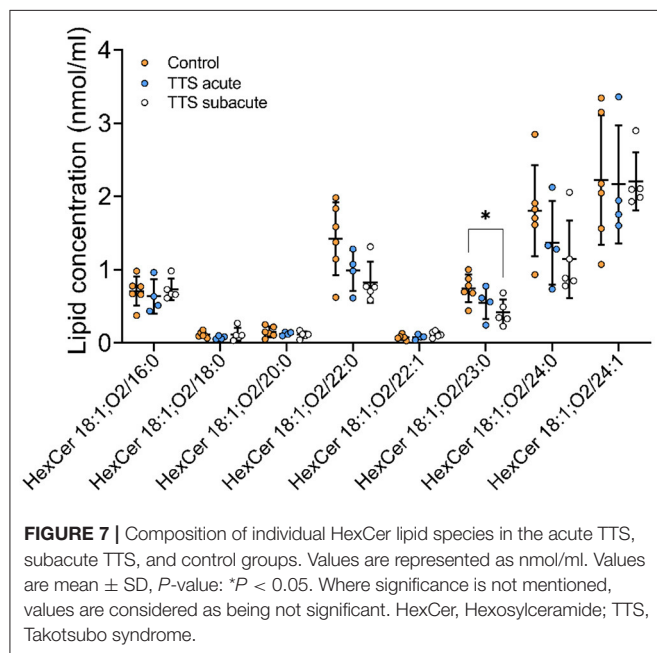 Lipid concentration (nmol/ml)
4
3
2
1
0
Control
TTS acute
TTS subacute
*
HexCer 18:1;O2/16:0
HexCer 18:1;O2/18:0
HexCer 18:1;O2/20:0
HexCer 18:1;O2/22:0
HexCer 18:1;O2/22:1
HexCer 18:1;O2/23:0
HexCer 18:1;O2/24:0
HexCer 18:1;O2/24:1
FIGURE 7 | Composition of individual HexCer lipid species in the acute TTS,
subacute TTS, and control groups. Values are represented as nmol/ml. Values
are mean ± SD, P-value: *P < 0.05. Where significance is not mentioned,
values are considered as being not significant. HexCer, Hexosylceramide; TTS,
Takotsubo syndrome.